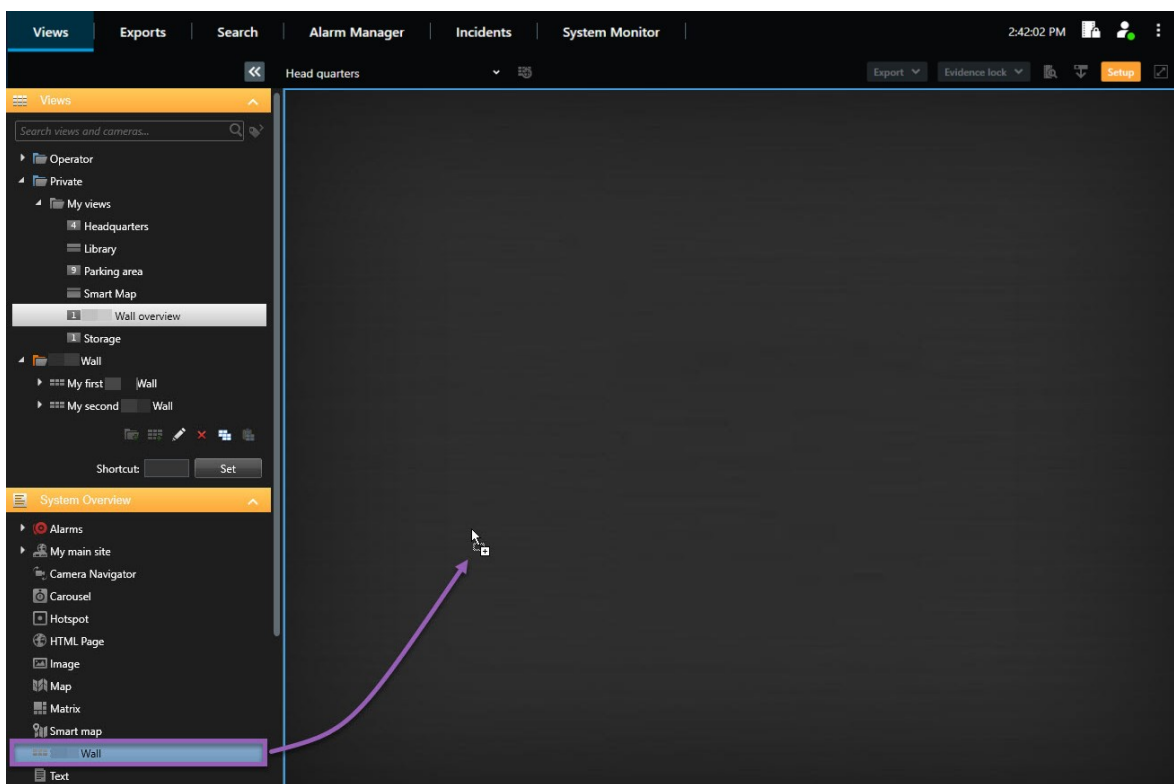 Views Exports Search Alarm Manager Incidents System Monitor 2:42:02 PM
Head quarters Export Evidence lock Setup
Views
Search views and cameras...
Operator
Private
My views
4 Headquarters
Library
9 Parking area
Smart Map
1 Wall overview
1 Storage
Wall
My first Wall
My second Wall
Shortcut: Set
System Overview
Alarms
My main site
Camera Navigator
Carousel
Hotspot
HTML Page
Image
Map
Matrix
Smart map
Wall
Text